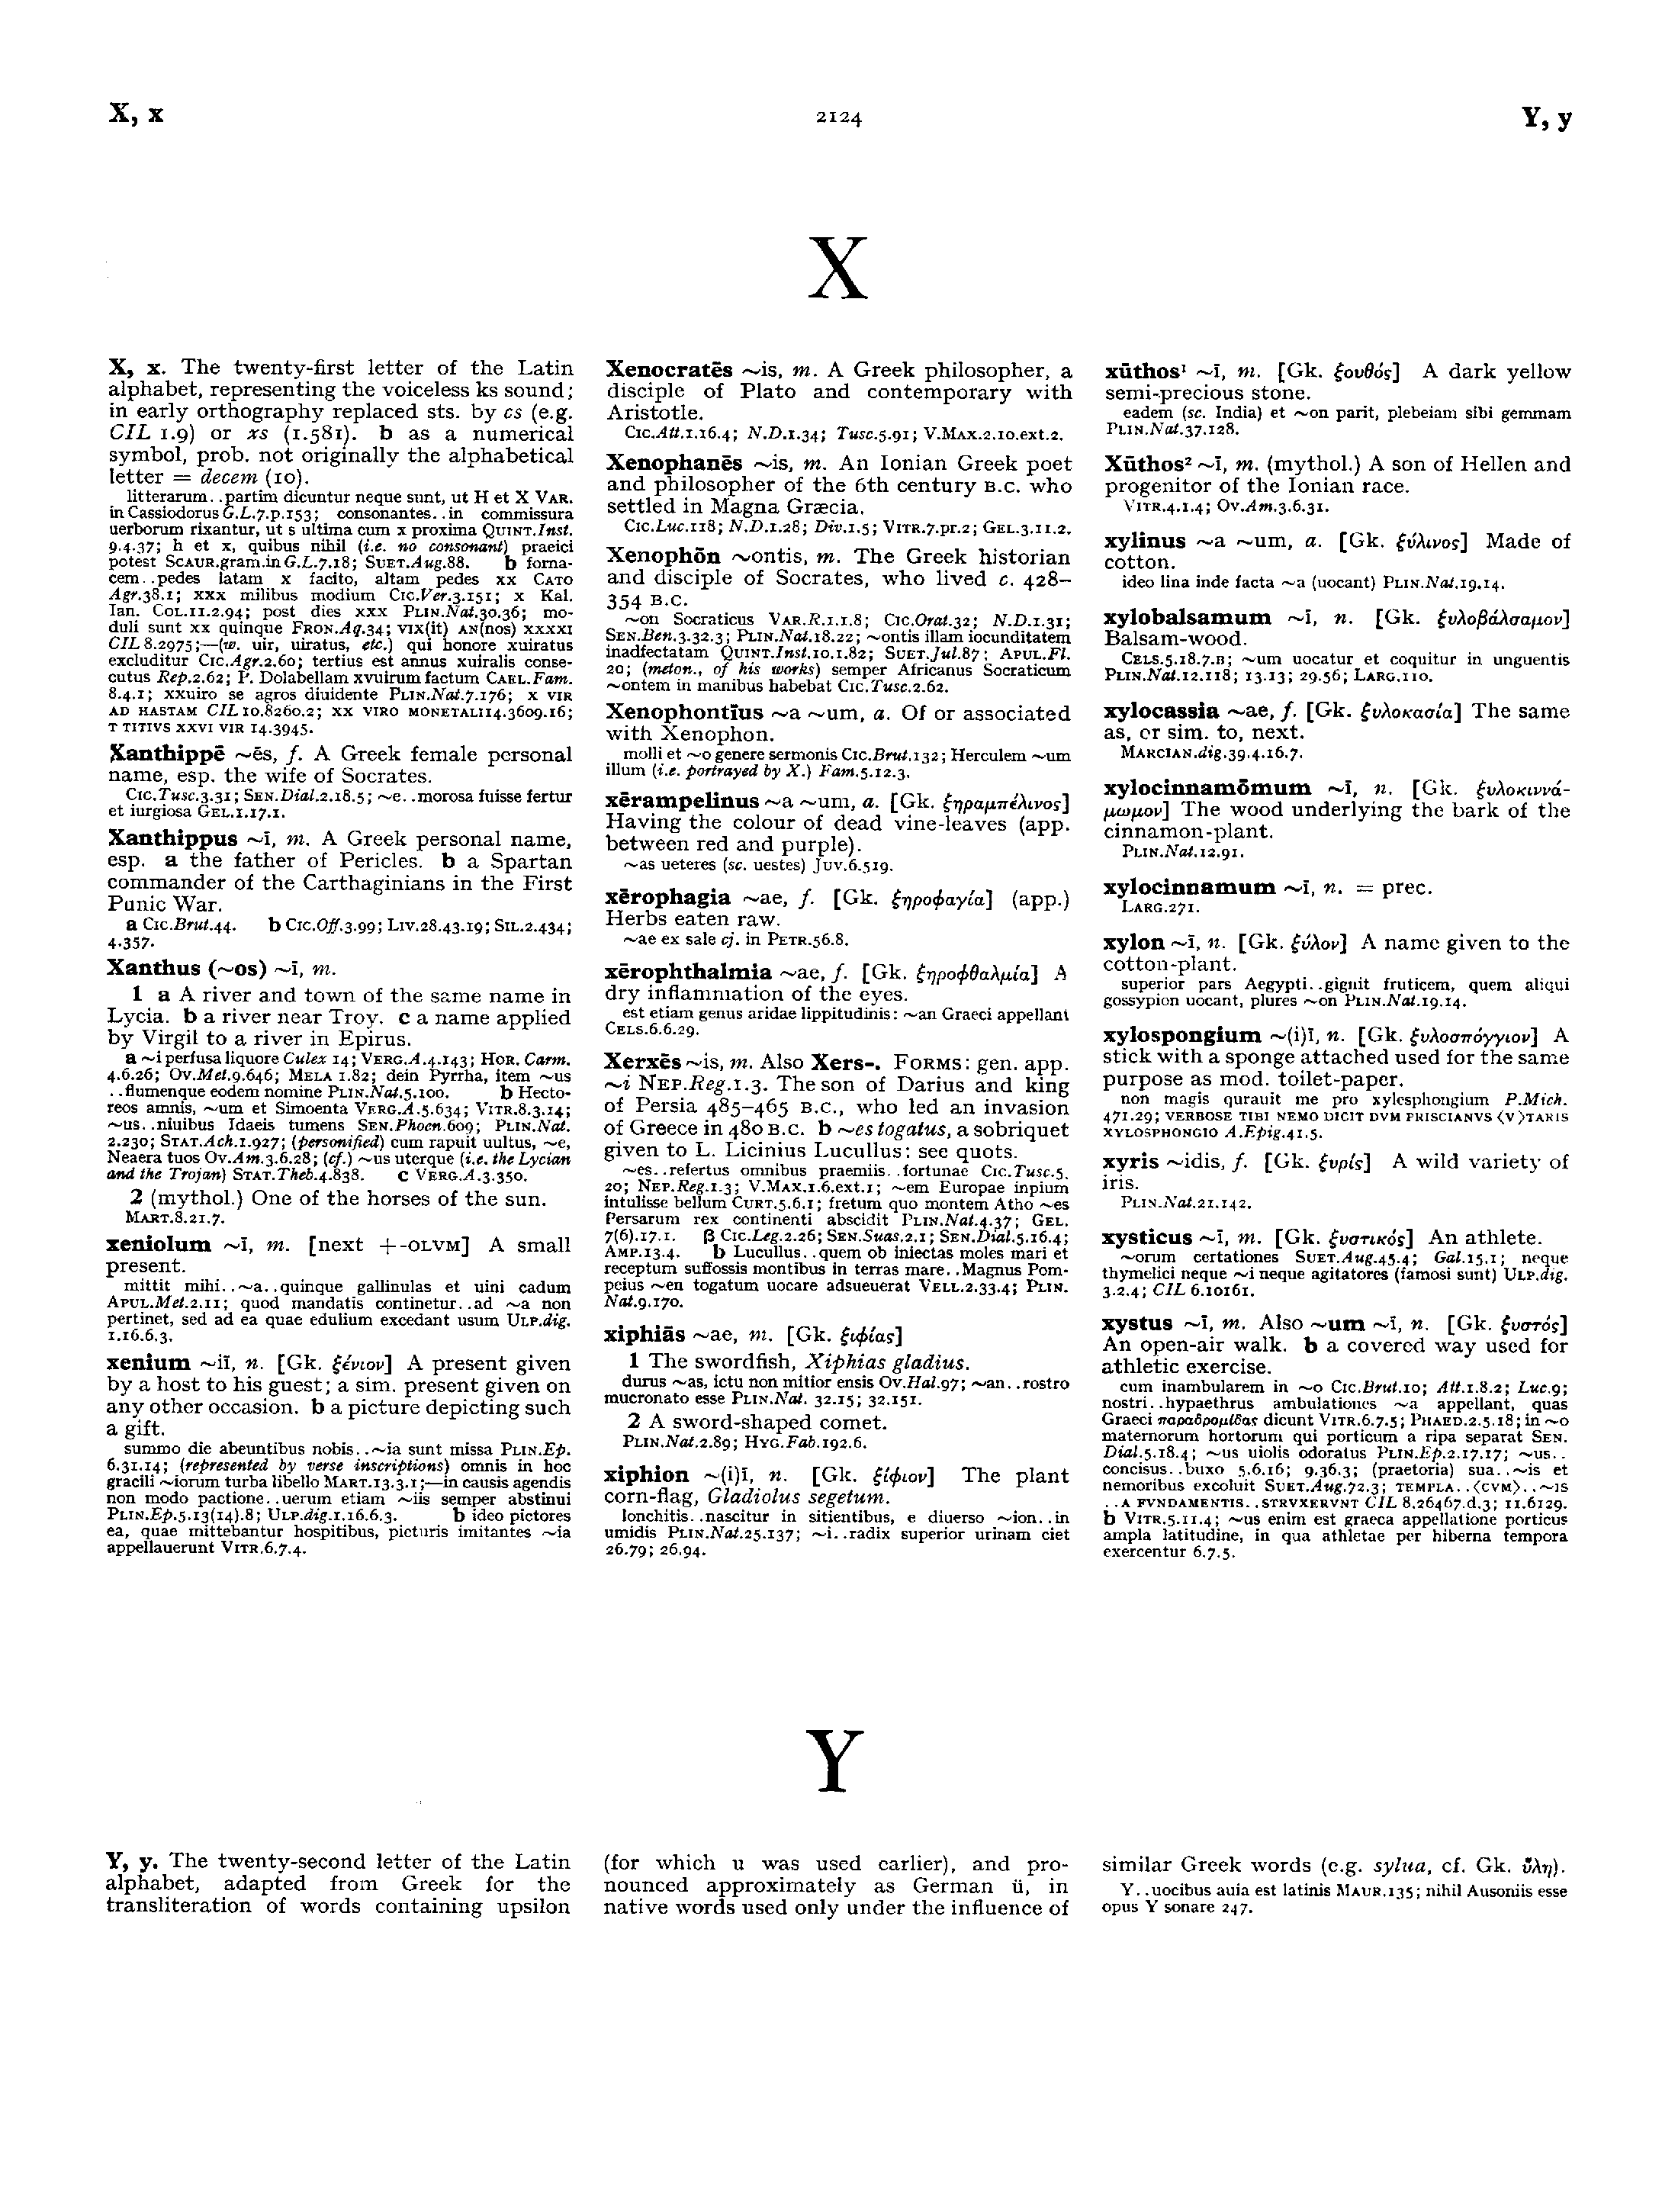 X, x
2124
Y, y
X
X, x. The twenty-first letter of the Latin
alphabet, representing the voiceless ks sound;
in early orthography replaced sts. by cs (e.g.
CIL 1.9) or xs (1.581). b as a numerical
symbol, prob. not originally the alphabetical
letter = decem (10).
litterarum. .partim dicuntur neque sunt, ut H et X VAR.
in Cassiodorus G.L.7.p.153; consonantes. .in commissura
uerborum rixantur, ut s ultima cum x proxima QUINT.Inst.
9.4.37; h et x, quibus nihil (i.e. no consonant) praeici
potest SCAUR.gram.in G.L.7.18; SUET.Aug.88. b forna-
cem. .pedes latam x facito, altam pedes xx CATO
Agr.38.1; xxx milibus modium CIC.Ver.3.151; x Kal.
Ian. COL.11.2.94; post dies xxx PLIN.Nat.30.36; mo-
duli sunt xx quinque FRON.Aq.34; VIX(it) AN(nos) XXXXI
CIL 8.2975;—(w. uir, uiratus, etc.) qui honore xuiratus
excluditur CIC.Agr.2.60; tertius est annus xuiralis conse-
cutus Rep.2.62; P. Dolabellam xvuirum factum CAEL.Fam.
8.4.1; xxuiro se agros diuidente PLIN.Nat.7.176; X VIR
AD HASTAM CIL 10.8260.2; XX VIRO MONETALI14.3609.16;
T TITIVS XXVI VIR 14.3945.
Xanthippē ~ēs, f. A Greek female personal
name, esp. the wife of Socrates.
CIC.Tusc.3.31; SEN.Dial.2.18.5; ~e. .morosa fuisse fertur
et iurgiosa GEL.1.17.1.
Xanthippus ~ī, m. A Greek personal name,
esp. a the father of Pericles. b a Spartan
commander of the Carthaginians in the First
Punic War.
a CIC.Brut.44. b CIC.Off.3.99; LIV.28.43.19; SIL.2.434;
4.357.
Xanthus (~os) ~ī, m.
1 a A river and town of the same name in
Lycia. b a river near Troy. c a name applied
by Virgil to a river in Epirus.
a ~i perfusa liquore Culex 14; VERG.A.4.143; HOR. Carm.
4.6.26; OV.Met.9.646; MELA 1.82; dein Pyrrha, item ~us
. .flumenque eodem nomine PLIN.Nat.5.100. b Hecto-
reos amnis, ~um et Simoenta VERG.A.5.634; VITR.8.3.14;
~us. .niuibus Idaeis tumens SEN.Phoen.609; PLIN.Nat.
2.230; STAT.Ach.1.927; (personified) cum rapuit uultus, ~e,
Neaera tuos OV.Am.3.6.28; (cf.) ~us uterque (i.e. the Lycian
and the Trojan) STAT.Theb.4.838. c VERG.A.3.350.
2 (mythol.) One of the horses of the sun.
MART.8.21.7.
xeniolum ~ī, m. [next +-OLVM] A small
present.
mittit mihi. .~a. .quinque gallinulas et uini cadum
APUL.Met.2.11; quod mandatis continetur. .ad ~a non
pertinet, sed ad ea quae edulium excedant usum ULP.dig.
1.16.6.3.
xenium ~iī, n. [Gk. ξένιον] A present given
by a host to his guest; a sim. present given on
any other occasion. b a picture depicting such
a gift.
summo die abeuntibus nobis. .~ia sunt missa PLIN.Ep.
6.31.14; (represented by verse inscriptions) omnis in hoc
gracili ~iorum turba libello MART.13.3.1;—in causis agendis
non modo pactione. .uerum etiam ~iis semper abstinui
PLIN.Ep.5.13(14).8; ULP.dig.1.16.6.3. b ideo pictores
ea, quae mittebantur hospitibus, picturis imitantes ~ia
appellauerunt VITR.6.7.4.
Xenocratēs ~is, m. A Greek philosopher, a
disciple of Plato and contemporary with
Aristotle.
CIC.Att.1.16.4; N.D.1.34; Tusc.5.91; V.MAX.2.10.ext.2.
Xenophanēs ~is, m. An Ionian Greek poet
and philosopher of the 6th century B.C. who
settled in Magna Græcia.
CIC.Luc.118; N.D.1.28; Div.1.5; VITR.7.pr.2; GEL.3.11.2.
Xenophōn ~ontis, m. The Greek historian
and disciple of Socrates, who lived c. 428–
354 B.C.
~on Socraticus VAR.R.1.1.8; CIC.Orat.32; N.D.1.31;
SEN.Ben.3.32.3; PLIN.Nat.18.22; ~ontis illam iocunditatem
inadfectatam QUINT.Inst.10.1.82; SUET.Jul.87; APUL.Fl.
20; (meton., of his works) semper Africanus Socraticum
~ontem in manibus habebat CIC.Tusc.2.62.
Xenophontīus ~a ~um, a. Of or associated
with Xenophon.
molli et ~o genere sermonis CIC.Brut.132; Herculem ~um
illum (i.e. portrayed by X.) Fam.5.12.3.
xērampelinus ~a ~um, a. [Gk. ξηραμπέλινος]
Having the colour of dead vine-leaves (app.
between red and purple).
~as ueteres (sc. uestes) JUV.6.519.
xērophagia ~ae, f. [Gk. ξηροφαγία] (app.)
Herbs eaten raw.
~ae ex sale cj. in PETR.56.8.
xērophthalmia ~ae, f. [Gk. ξηροφθαλμία] A
dry inflammation of the eyes.
est etiam genus aridae lippitudinis: ~an Graeci appellant
CELS.6.6.29.
Xerxēs ~is, m. Also Xers-. FORMS: gen. app.
~i NEP.Reg.1.3. The son of Darius and king
of Persia 485–465 B.C., who led an invasion
of Greece in 480 B.C. b ~es togatus, a sobriquet
given to L. Licinius Lucullus: see quots.
~es. .refertus omnibus praemiis. .fortunae CIC.Tusc.5.
20; NEP.Reg.1.3; V.MAX.1.6.ext.1; ~em Europae inpium
intulisse bellum CURT.5.6.1; fretum quo montem Atho ~es
Persarum rex continenti abscidit PLIN.Nat.4.37; GEL.
7(6).17.1. β CIC.Leg.2.26; SEN.Suas.2.1; SEN.Dial.5.16.4;
AMP.13.4. b Lucullus. .quem ob iniectas moles mari et
receptum suffossis montibus in terras mare. .Magnus Pom-
peius ~en togatum uocare adsueuerat VELL.2.33.4; PLIN.
Nat.9.170.
xiphiās ~ae, m. [Gk. ξιφίας]
1 The swordfish, Xiphias gladius.
durus ~as, ictu non mitior ensis OV.Hal.97; ~an. .rostro
mucronato esse PLIN.Nat. 32.15; 32.151.
2 A sword-shaped comet.
PLIN.Nat.2.89; HYG.Fab.192.6.
xiphion ~(i)ī, n. [Gk. ξίφιον] The plant
corn-flag, Gladiolus segetum.
lonchitis. .nascitur in sitientibus, e diuerso ~ion. .in
umidis PLIN.Nat.25.137; ~i. .radix superior urinam ciet
26.79; 26.94.
xūthos¹ ~ī, m. [Gk. ξουθός] A dark yellow
semi-precious stone.
eadem (sc. India) et ~on parit, plebeiam sibi gemmam
PLIN.Nat.37.128.
Xūthos² ~ī, m. (mythol.) A son of Hellen and
progenitor of the Ionian race.
VITR.4.1.4; OV.Am.3.6.31.
xylinus ~a ~um, a. [Gk. ξύλινος] Made of
cotton.
ideo lina inde facta ~a (uocant) PLIN.Nat.19.14.
xylobalsamum ~ī, n. [Gk. ξυλοβάλσαμον]
Balsam-wood.
CELS.5.18.7.B; ~um uocatur et coquitur in unguentis
PLIN.Nat.12.118; 13.13; 29.56; LARG.110.
xylocassia ~ae, f. [Gk. ξυλοκασία] The same
as, or sim. to, next.
MARCIAN.dig.39.4.16.7.
xylocinnamōmum ~ī, n. [Gk. ξυλοκιννά-
μωμον] The wood underlying the bark of the
cinnamon-plant.
PLIN.Nat.12.91.
xylocinnamum ~ī, n. = prec.
LARG.271.
xylon ~ī, n. [Gk. ξύλον] A name given to the
cotton-plant.
superior pars Aegypti. .gignit fruticem, quem aliqui
gossypion uocant, plures ~on PLIN.Nat.19.14.
xylospongium ~(i)ī, n. [Gk. ξυλοσπόγγιον] A
stick with a sponge attached used for the same
purpose as mod. toilet-paper.
non magis qurauit me pro xylesphongium P.Mich.
471.29; VERBOSE TIBI NEMO DICIT DVM PRISCIANVS ⟨V⟩TARIS
XYLOSPHONGIO A.Epig.41.5.
xyris ~idis, f. [Gk. ξυρίς] A wild variety of
iris.
PLIN.Nat.21.142.
xysticus ~ī, m. [Gk. ξυστικός] An athlete.
~orum certationes SUET.Aug.45.4; Gal.15.1; neque
thymelici neque ~i neque agitatores (famosi sunt) ULP.dig.
3.2.4; CIL 6.10161.
xystus ~ī, m. Also ~um ~ī, n. [Gk. ξυστός]
An open-air walk. b a covered way used for
athletic exercise.
cum inambularem in ~o CIC.Brut.10; Att.1.8.2; Luc.9;
nostri. .hypaethrus ambulationes ~a appellant, quas
Graeci παραδρομίδας dicunt VITR.6.7.5; PHAED.2.5.18; in ~o
maternorum hortorum qui porticum a ripa separat SEN.
Dial.5.18.4; ~us uiolis odoratus PLIN.Ep.2.17.17; ~us. .
concisus. .buxo 5.6.16; 9.36.3; (praetoria) sua. .~is et
nemoribus excoluit SUET.Aug.72.3; TEMPLA. .⟨CVM⟩. .~IS
. .A FVNDAMENTIS. .STRVXERVNT CIL 8.26467.d.3; 11.6129.
b VITR.5.11.4; ~us enim est graeca appellatione porticus
ampla latitudine, in qua athletae per hiberna tempora
exercentur 6.7.5.
Y
Y, y. The twenty-second letter of the Latin
alphabet, adapted from Greek for the
transliteration of words containing upsilon
(for which u was used earlier), and pro-
nounced approximately as German ü, in
native words used only under the influence of
similar Greek words (e.g. sylua, cf. Gk. ὕλη).
Y. .uocibus auia est latinis MAUR.135; nihil Ausoniis esse
opus Y sonare 247.